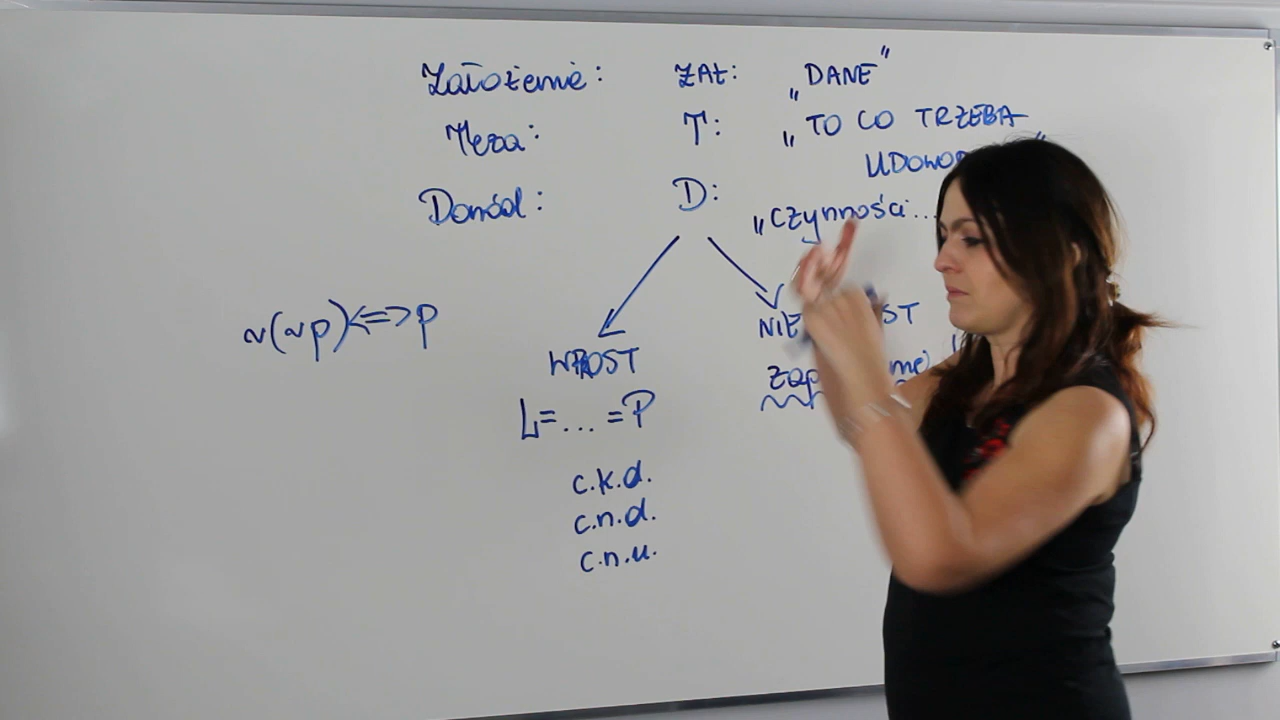 Założenie: ZAŁ: „DANE"
Teza: T: „TO CO TRZEBA
Dowód: D: „Czynności...
~(~p)<=>p
WPROST
L=...=P
c.k.d.
c.n.d.
c.n.u.